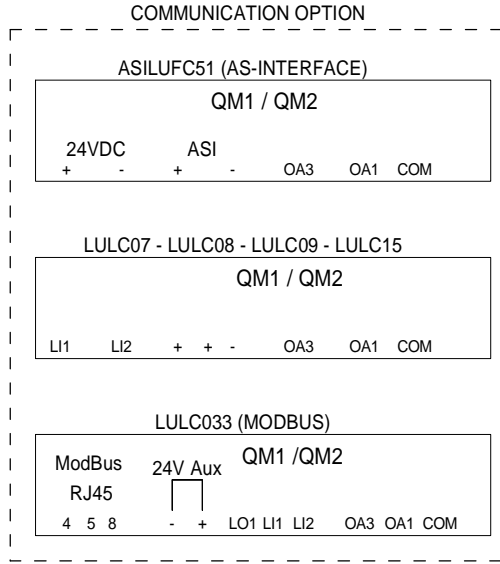 COMMUNICATION OPTION
ASILUFC51 (AS-INTERFACE)
QM1 / QM2
24VDC ASI
+ - + - OA3 OA1 COM
LULC07 - LULC08 - LULC09 - LULC15
QM1 / QM2
LI1 LI2 + + - OA3 OA1 COM
LULC033 (MODBUS)
ModBus 24V Aux QM1 /QM2
RJ45
4 5 8 - + LO1 LI1 LI2 OA3 OA1 COM